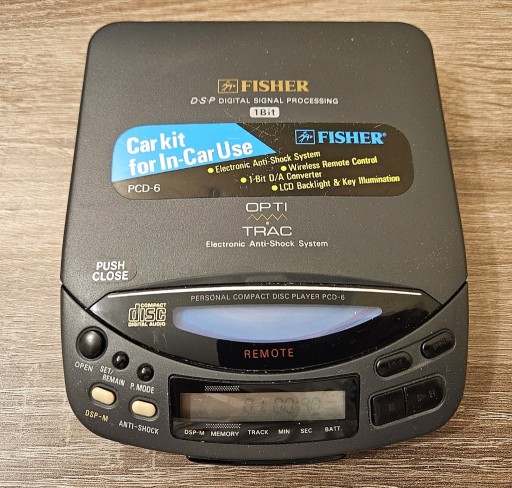 FISHER
D·S·P DIGITAL SIGNAL PROCESSING
1Bit
Car kit
for In-Car Use
PCD-6
FISHER®
• Electronic Anti-Shock System
• Wireless Remote Control
• 1-Bit D/A Converter
• LCD Backlight & Key Illumination
OPTI
TRAC
Electronic Anti-Shock System
PUSH
CLOSE
PERSONAL COMPACT DISC PLAYER PCD-6
COMPACT
disc
DIGITAL AUDIO
REMOTE
OPEN
SET/
REMAIN
P.MODE
DSP-M
ANTI-SHOCK
DSP-M MEMORY TRACK MIN SEC BATT.